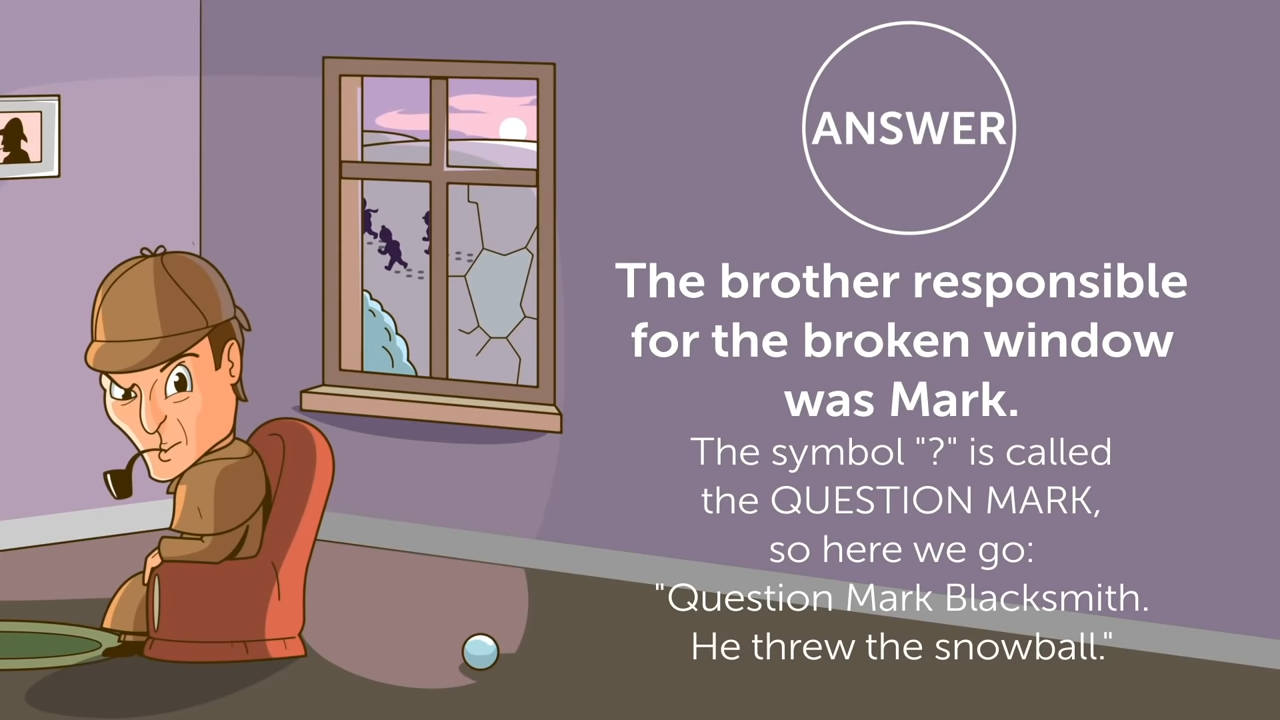 ANSWER
The brother responsible
for the broken window
was Mark.
The symbol "?" is called
the QUESTION MARK,
so here we go:
"Question Mark Blacksmith.
He threw the snowball."